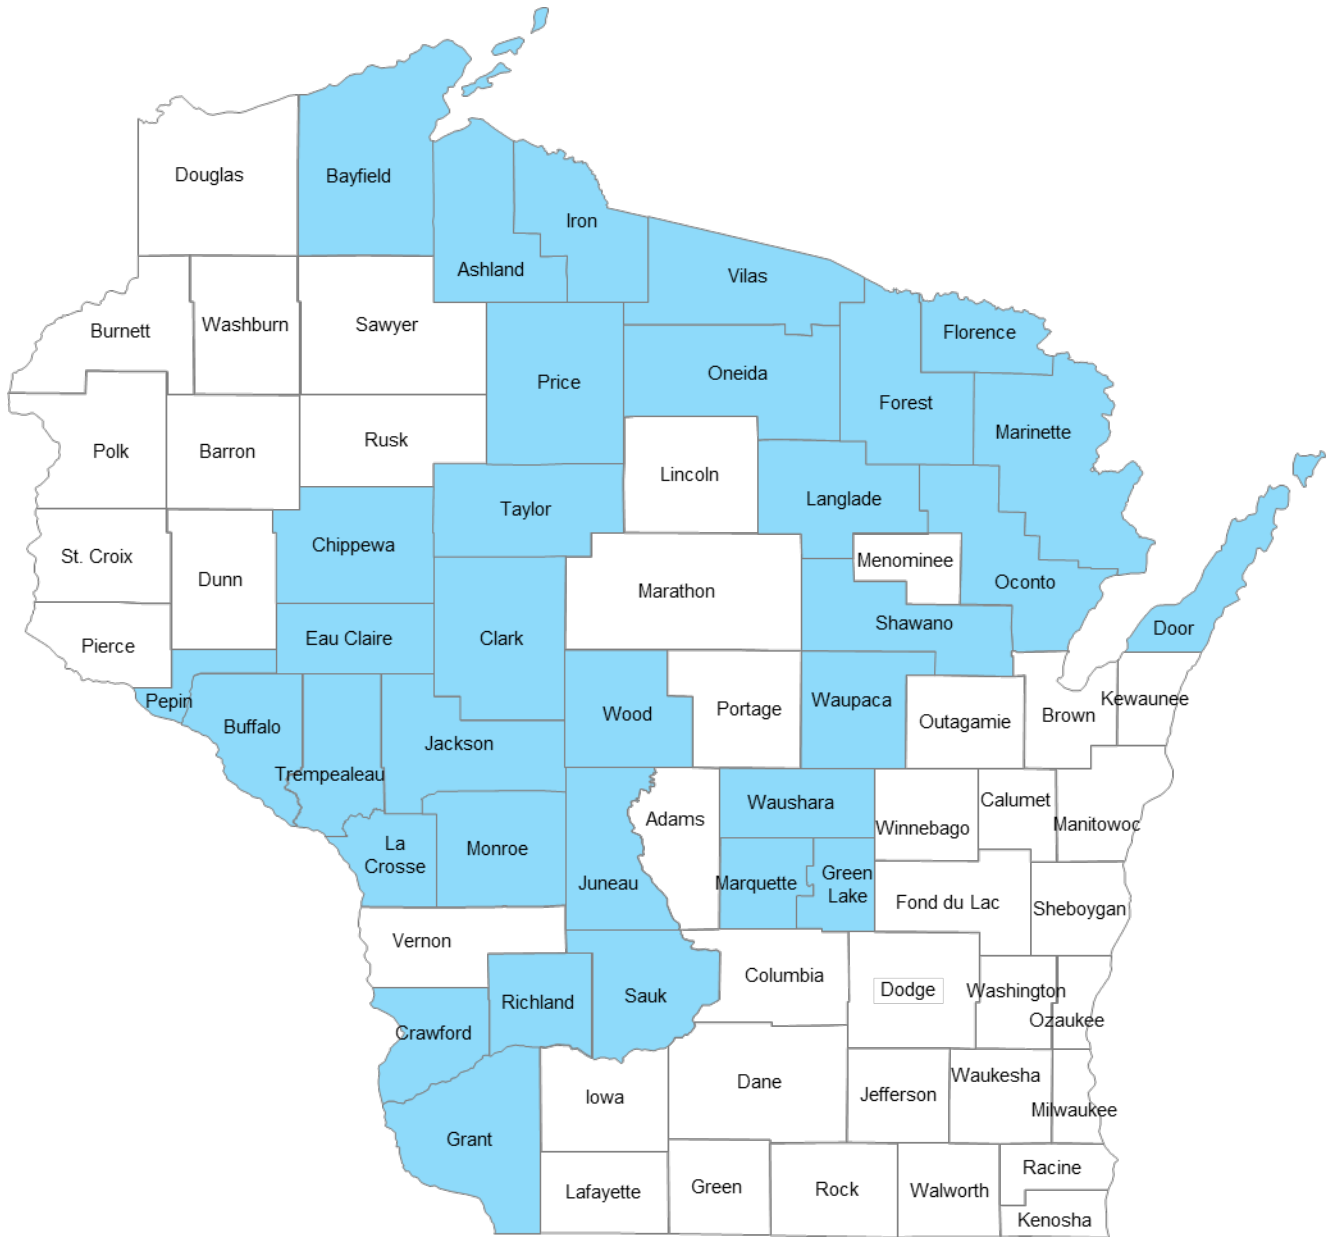 Douglas
Bayfield
Iron
Ashland
Vilas
Burnett
Washburn
Sawyer
Florence
Price
Oneida
Forest
Marinette
Polk
Barron
Rusk
Lincoln
Langlade
Taylor
Chippewa
St. Croix
Dunn
Menominee
Marathon
Oconto
Pierce
Eau Claire
Clark
Shawano
Door
Pepin
Buffalo
Wood
Portage
Waupaca
Outagamie
Brown
Kewaunee
Jackson
Trempealeau
Waushara
Calumet
Adams
Winnebago
Manitowoc
La
Crosse
Monroe
Juneau
Marquette
Green
Lake
Fond du Lac
Sheboygan
Vernon
Columbia
Dodge
Washington
Richland
Sauk
Ozaukee
Crawford
Iowa
Dane
Jefferson
Waukesha
Milwaukee
Grant
Lafayette
Green
Rock
Walworth
Racine
Kenosha